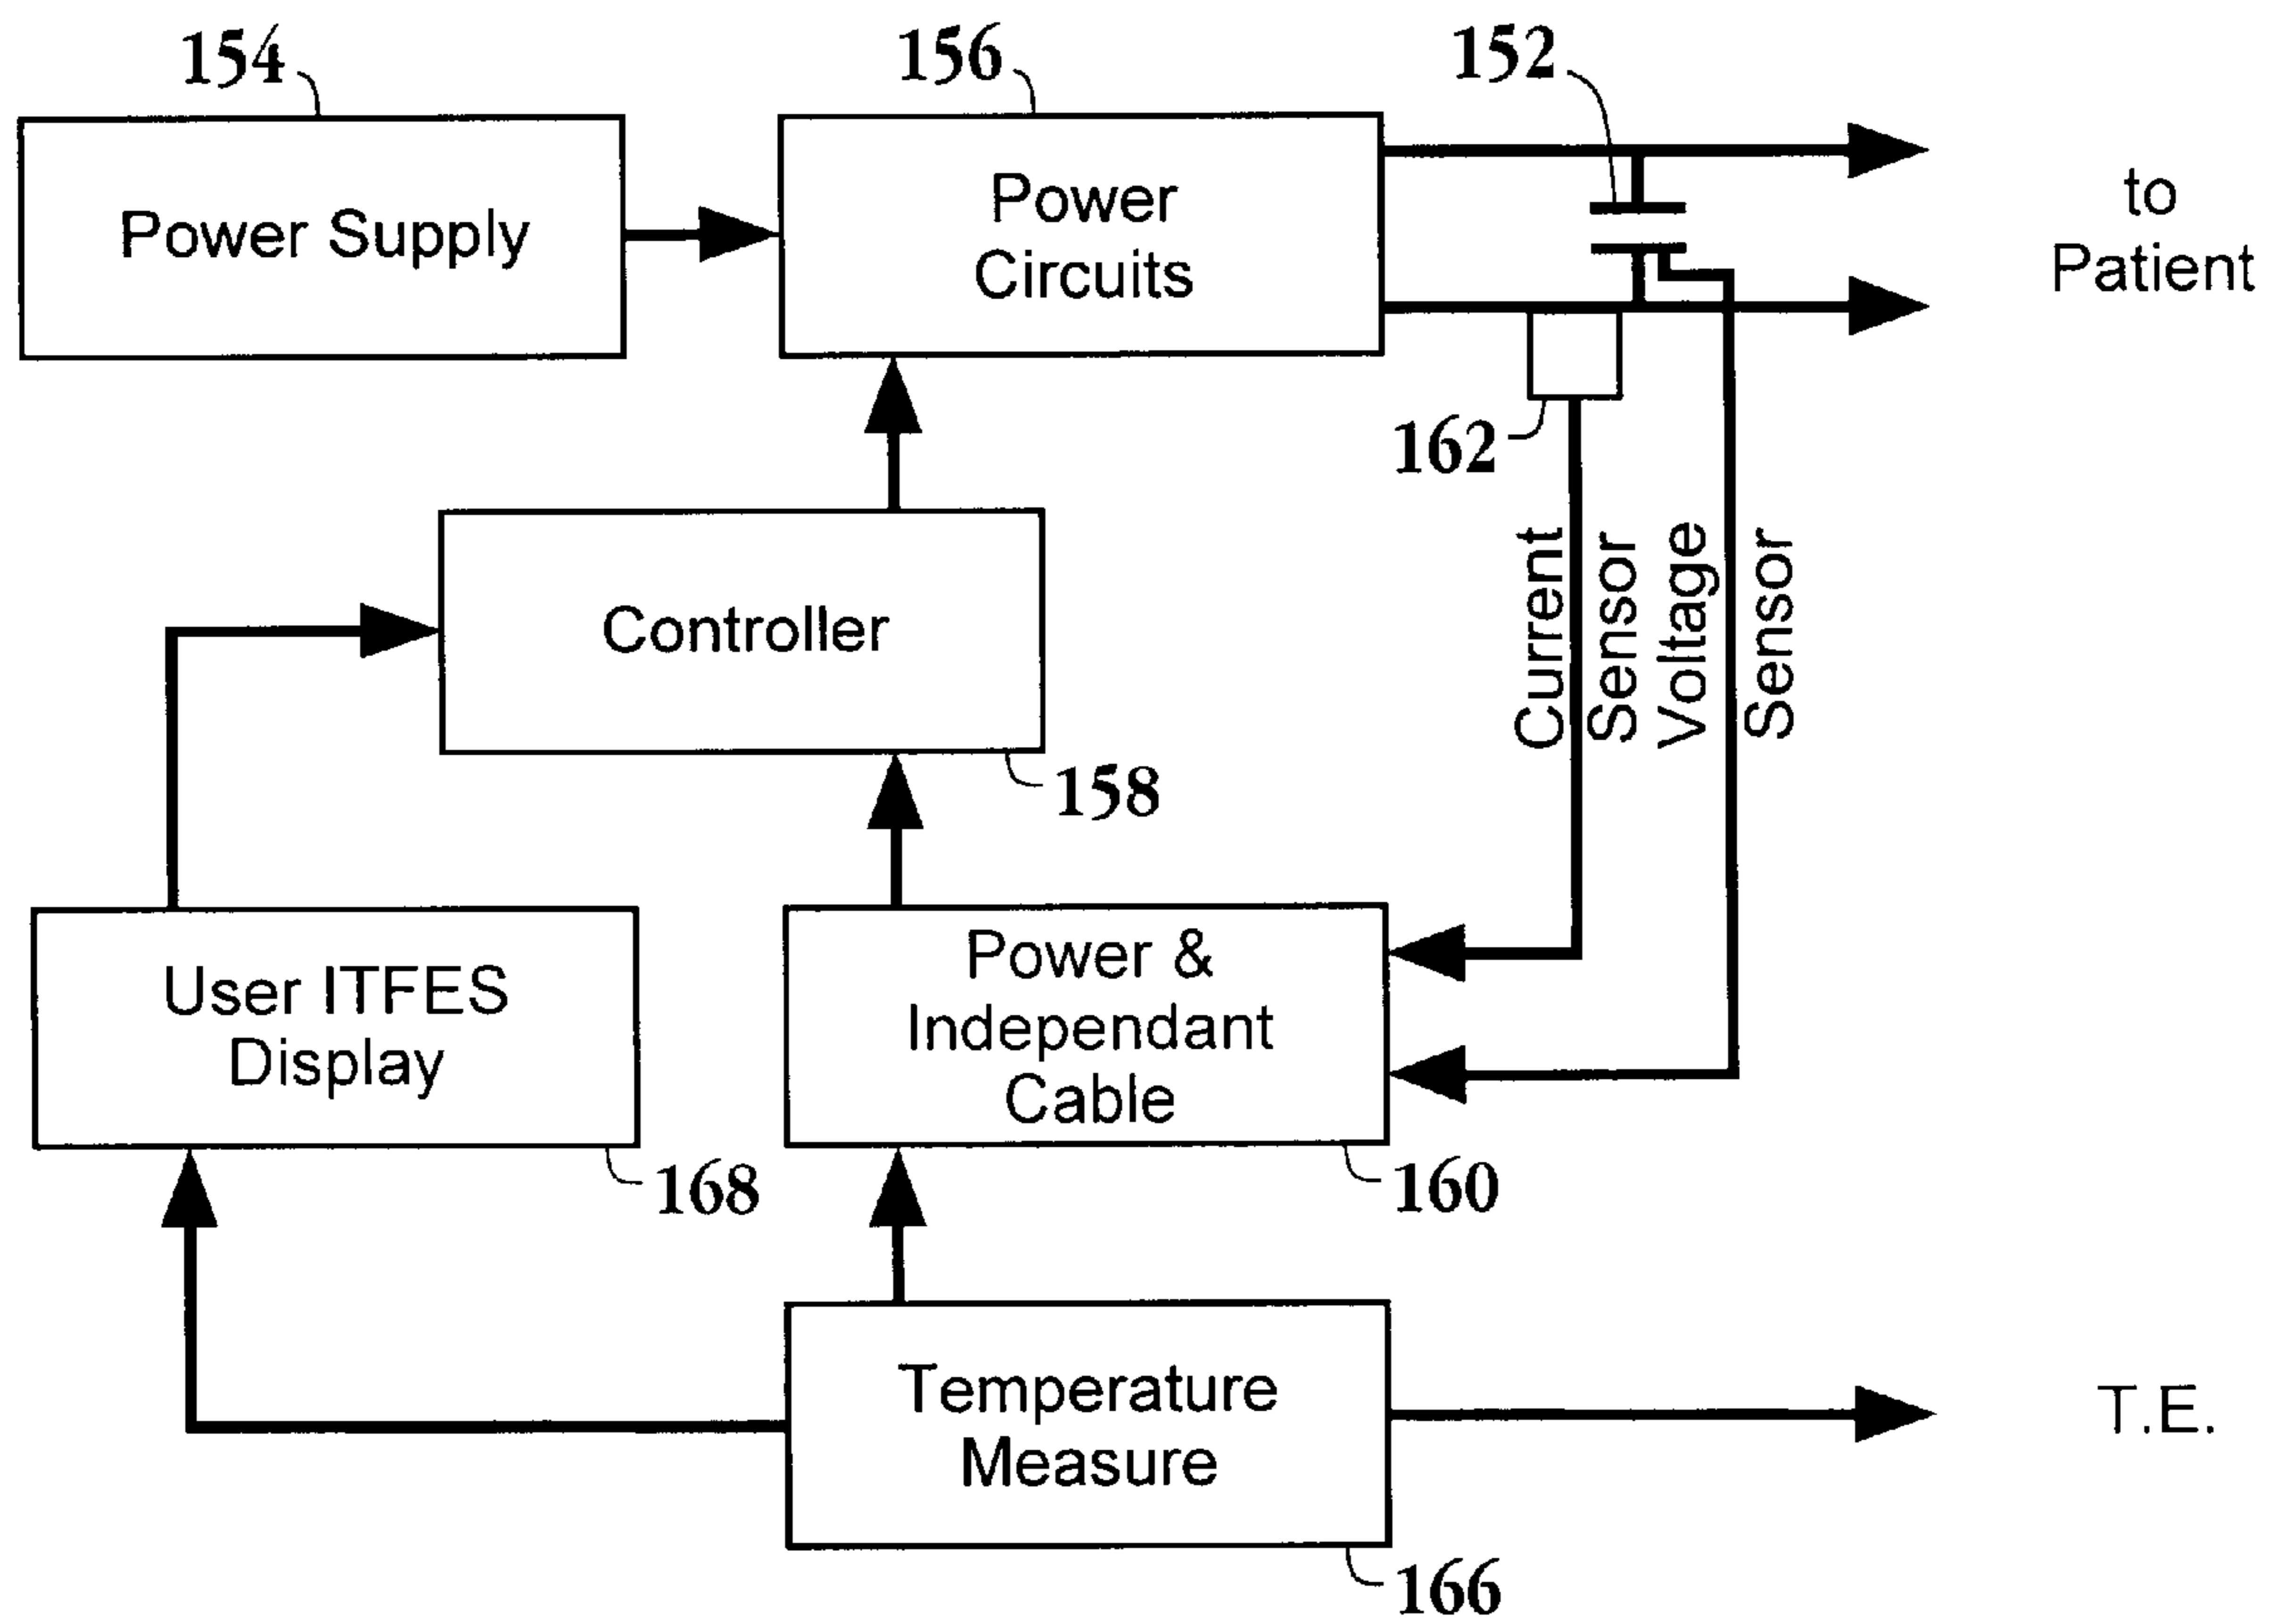 154
156
152
Power Supply
Power
Circuits
to
Patient
162
Current
Sensor
Voltage
Sensor
Controller
158
User ITFES
Display
168
Power &
Independant
Cable
160
Temperature
Measure
166
T.E.